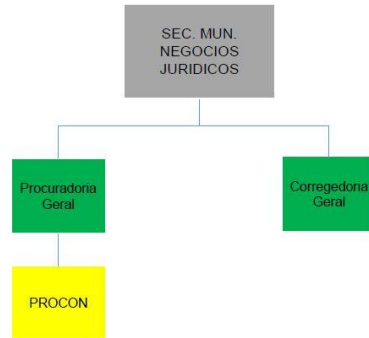 SEC. MUN.
NEGOCIOS
JURIDICOS
Procuradoria
Geral
Corregedoria
Geral
PROCON